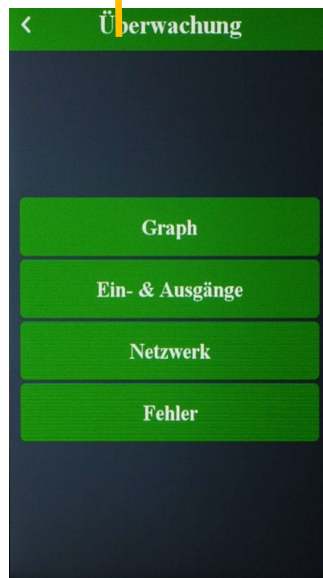 Überwachung
Graph
Ein- & Ausgänge
Netzwerk
Fehler